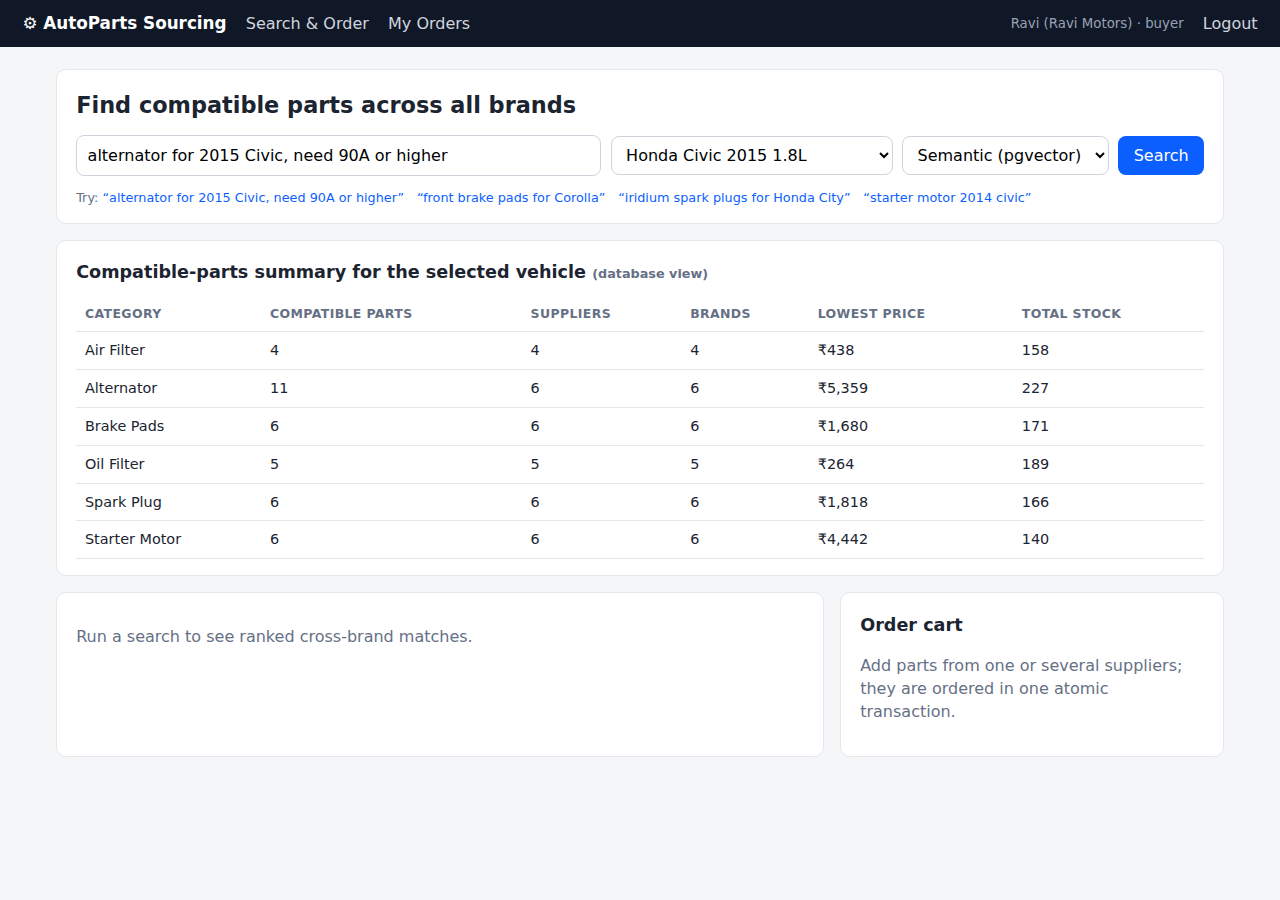 ⚙ AutoParts Sourcing Search & Order My Orders Ravi (Ravi Motors) · buyer Logout
Find compatible parts across all brands
alternator for 2015 Civic, need 90A or higher Honda Civic 2015 1.8L Semantic (pgvector) Search
Try: “alternator for 2015 Civic, need 90A or higher” “front brake pads for Corolla” “iridium spark plugs for Honda City” “starter motor 2014 civic”
Compatible-parts summary for the selected vehicle (database view)
CATEGORY COMPATIBLE PARTS SUPPLIERS BRANDS LOWEST PRICE TOTAL STOCK
Air Filter 4 4 4 ₹438 158
Alternator 11 6 6 ₹5,359 227
Brake Pads 6 6 6 ₹1,680 171
Oil Filter 5 5 5 ₹264 189
Spark Plug 6 6 6 ₹1,818 166
Starter Motor 6 6 6 ₹4,442 140
Run a search to see ranked cross-brand matches.
Order cart
Add parts from one or several suppliers;
they are ordered in one atomic
transaction.